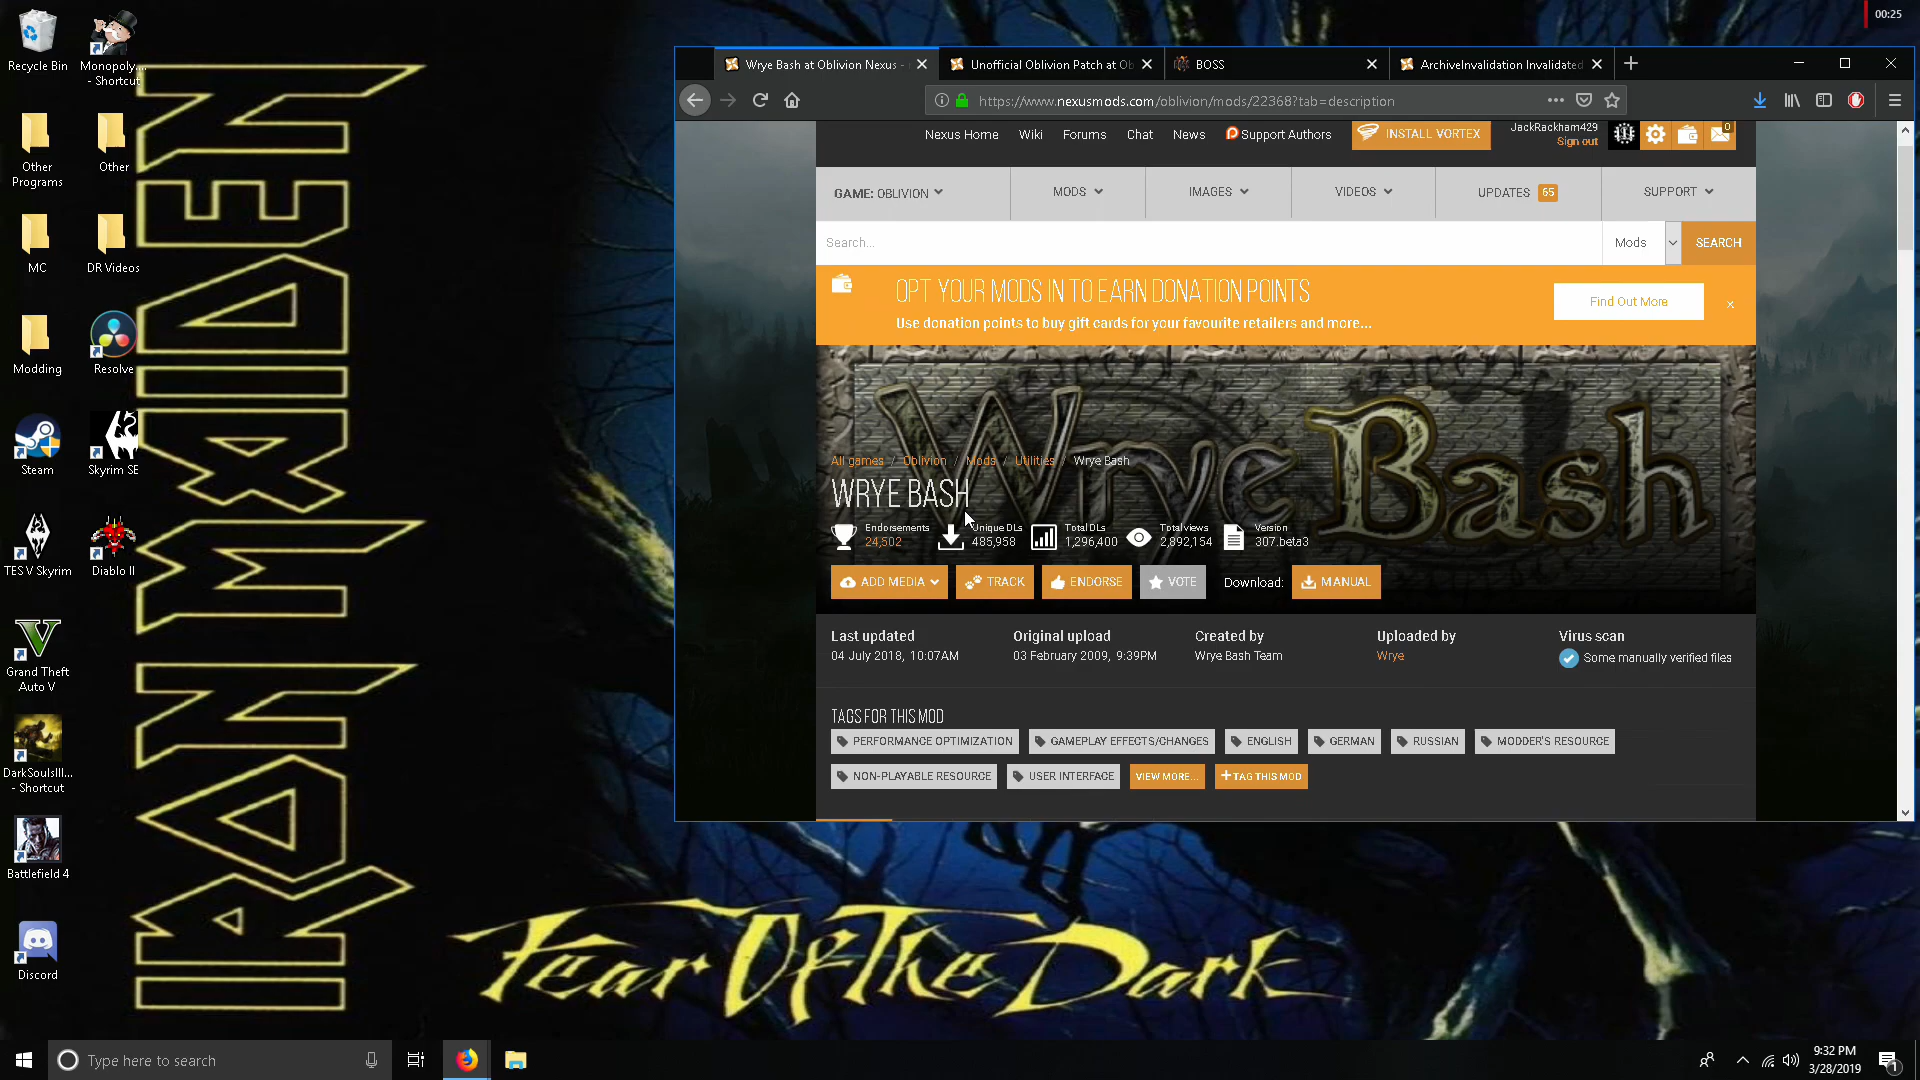 00:25
Recycle Bin
Monopoly....
- Shortcut
Other
Programs
Other
MC
DR Videos
Modding
Resolve
Steam
Skyrim SE
TES V Skyrim
Diablo II
Grand Theft
Auto V
DarkSoulsIII...
- Shortcut
Battlefield 4
Discord
IRON MAIDEN
Fear Of The Dark
Wrye Bash at Oblivion Nexus -
Unofficial Oblivion Patch at Ob
BOSS
ArchiveInvalidation Invalidated
https://www.nexusmods.com/oblivion/mods/22368?tab=description
Nexus Home Wiki Forums Chat News Support Authors INSTALL VORTEX
JackRackham429
Sign out
0
GAME: OBLIVION MODS IMAGES VIDEOS UPDATES 65 SUPPORT
Search... Mods SEARCH
OPT YOUR MODS IN TO EARN DONATION POINTS
Use donation points to buy gift cards for your favourite retailers and more...
Find Out More
Wrye Bash
All games / Oblivion / Mods / Utilities / Wrye Bash
WRYE BASH
Endorsements Unique DLs Total DLs Total views Version
24,502 485,958 1,296,400 2,892,154 307.beta3
ADD MEDIA TRACK ENDORSE VOTE Download: MANUAL
Last updated Original upload Created by Uploaded by Virus scan
04 July 2018, 10:07AM 03 February 2009, 9:39PM Wrye Bash Team Wrye Some manually verified files
TAGS FOR THIS MOD
PERFORMANCE OPTIMIZATION GAMEPLAY EFFECTS/CHANGES ENGLISH GERMAN RUSSIAN MODDER'S RESOURCE
NON-PLAYABLE RESOURCE USER INTERFACE VIEW MORE... +TAG THIS MOD
Type here to search
9:32 PM
3/28/2019
1